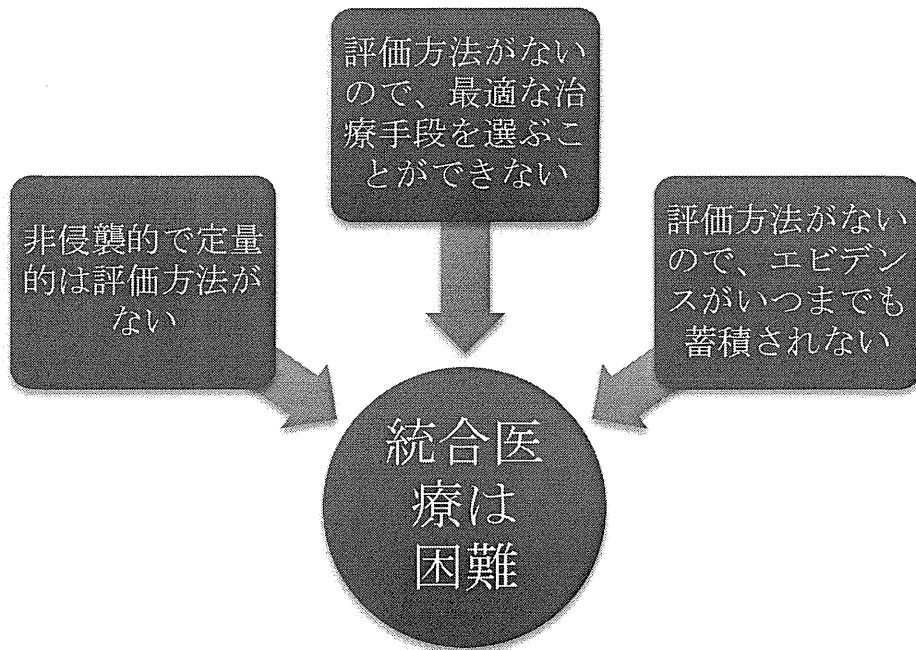 評価方法がない
ので、最適な治
療手段を選ぶこ
とができない
非侵襲的で定量
的は評価方法が
ない
評価方法がない
ので、エビデン
スがいつまでも
蓄積されない
統合医
療は
困難